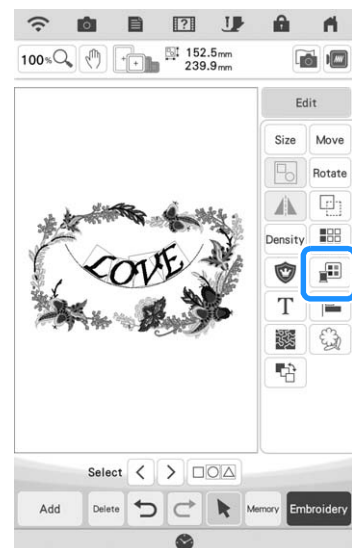 100%
152.5mm
239.9mm
Edit
Size Move
Rotate
Density
T
LOVE
Select < >
Add Delete Memory Embroidery